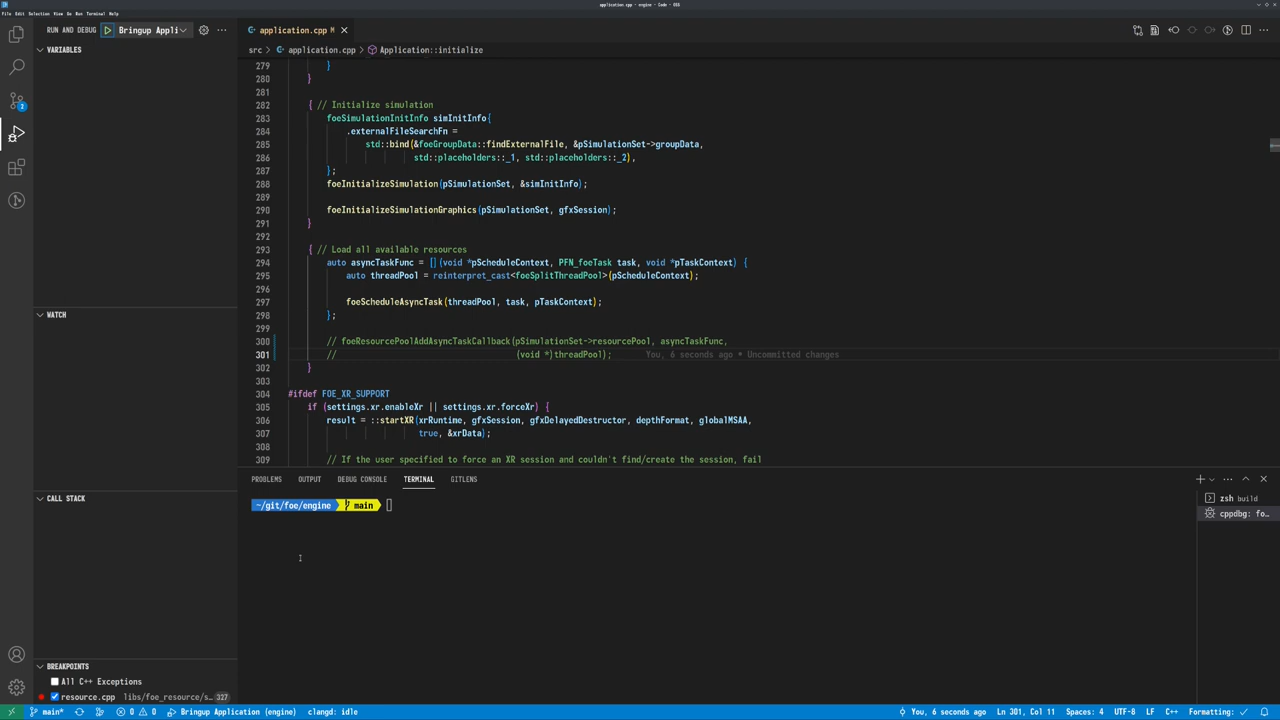 application.cpp - engine - Code - OSS
File Edit Selection View Go Run Terminal Help
RUN AND DEBUG Bringup Appli ···
application.cpp M
src > application.cpp > Application::initialize
VARIABLES
WATCH
CALL STACK
BREAKPOINTS
All C++ Exceptions
resource.cpp libs/foe_resource/s... 327
2
279 }
280 }
281
282 { // Initialize simulation
283 foeSimulationInitInfo simInitInfo{
284 .externalFileSearchFn =
285 std::bind(&foeGroupData::findExternalFile, &pSimulationSet->groupData,
286 std::placeholders::_1, std::placeholders::_2),
287 };
288 foeInitializeSimulation(pSimulationSet, &simInitInfo);
289
290 foeInitializeSimulationGraphics(pSimulationSet, gfxSession);
291 }
292
293 { // Load all available resources
294 auto asyncTaskFunc = [](void *pScheduleContext, PFN_foeTask task, void *pTaskContext) {
295 auto threadPool = reinterpret_cast<foeSplitThreadPool>(pScheduleContext);
296
297 foeScheduleAsyncTask(threadPool, task, pTaskContext);
298 };
299
300 // foeResourcePoolAddAsyncTaskCallback(pSimulationSet->resourcePool, asyncTaskFunc,
301 // (void *)threadPool); You, 6 seconds ago • Uncommitted changes
302 }
303
304 #ifdef FOE_XR_SUPPORT
305 if (settings.xr.enableXr || settings.xr.forceXr) {
306 result = ::startXR(xrRuntime, gfxSession, gfxDelayedDestructor, depthFormat, globalMSAA,
307 true, &xrData);
308
309 // If the user specified to force an XR session and couldn't find/create the session, fail
PROBLEMS OUTPUT DEBUG CONSOLE TERMINAL GITLENS
~/git/foe/engine main
zsh build
cppdbg: fo...
main* 0 0 Bringup Application (engine) clangd: idle You, 6 seconds ago Ln 301, Col 11 Spaces: 4 UTF-8 LF C++ Formatting: ✓